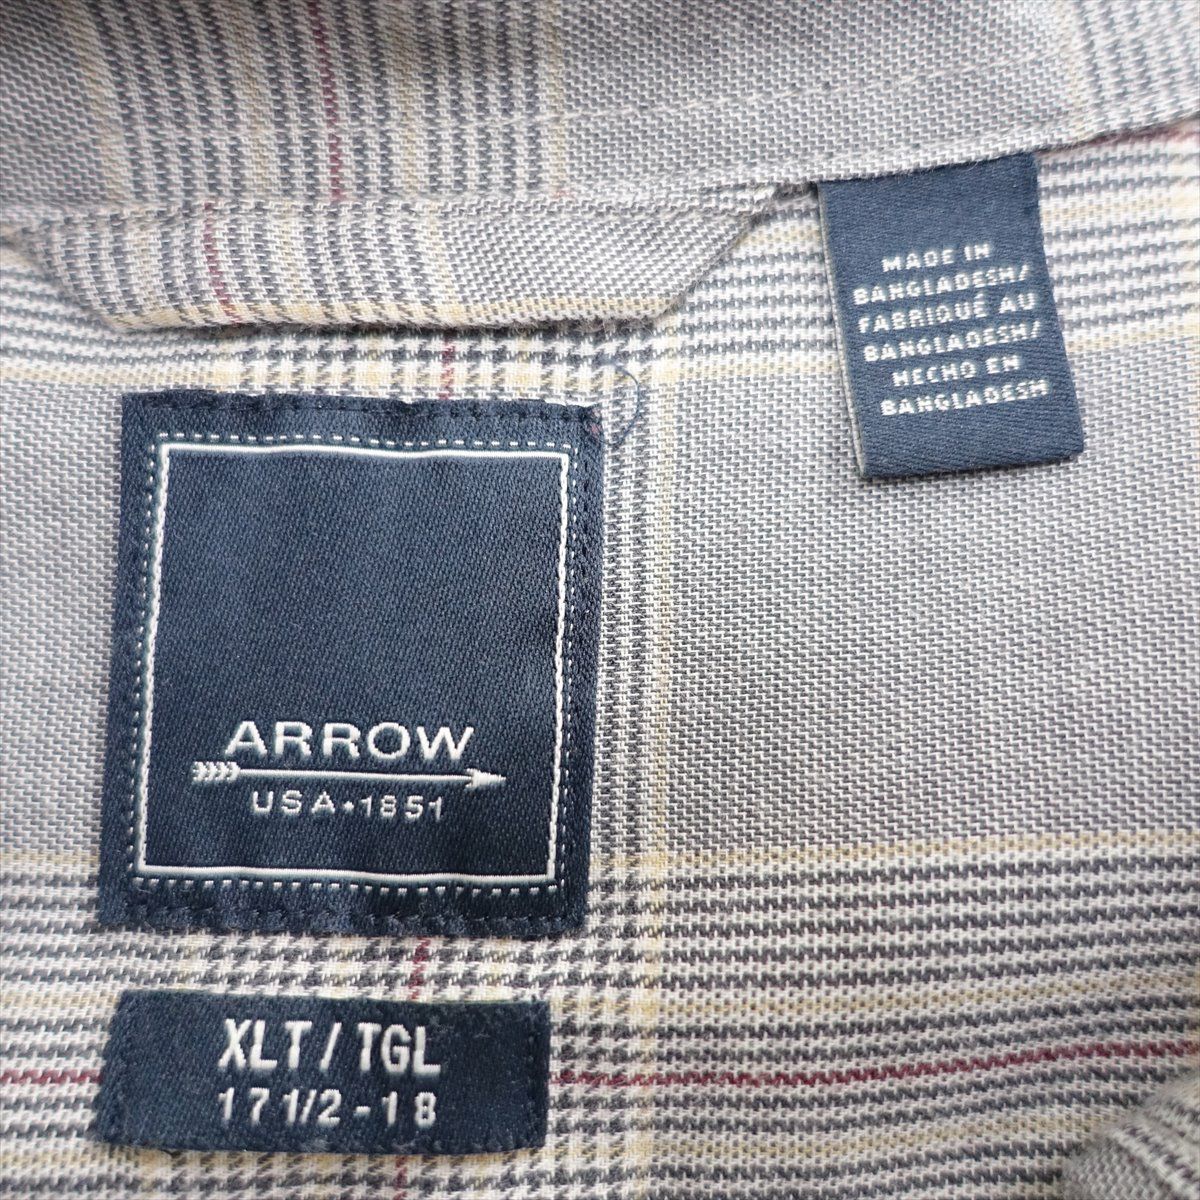 MADE IN
BANGLADESH/
FABRIQUÉ AU
BANGLADESH/
HECHO EN
BANGLADESH
ARROW
USA•1851
XLT / TGL
17 1/2 - 18